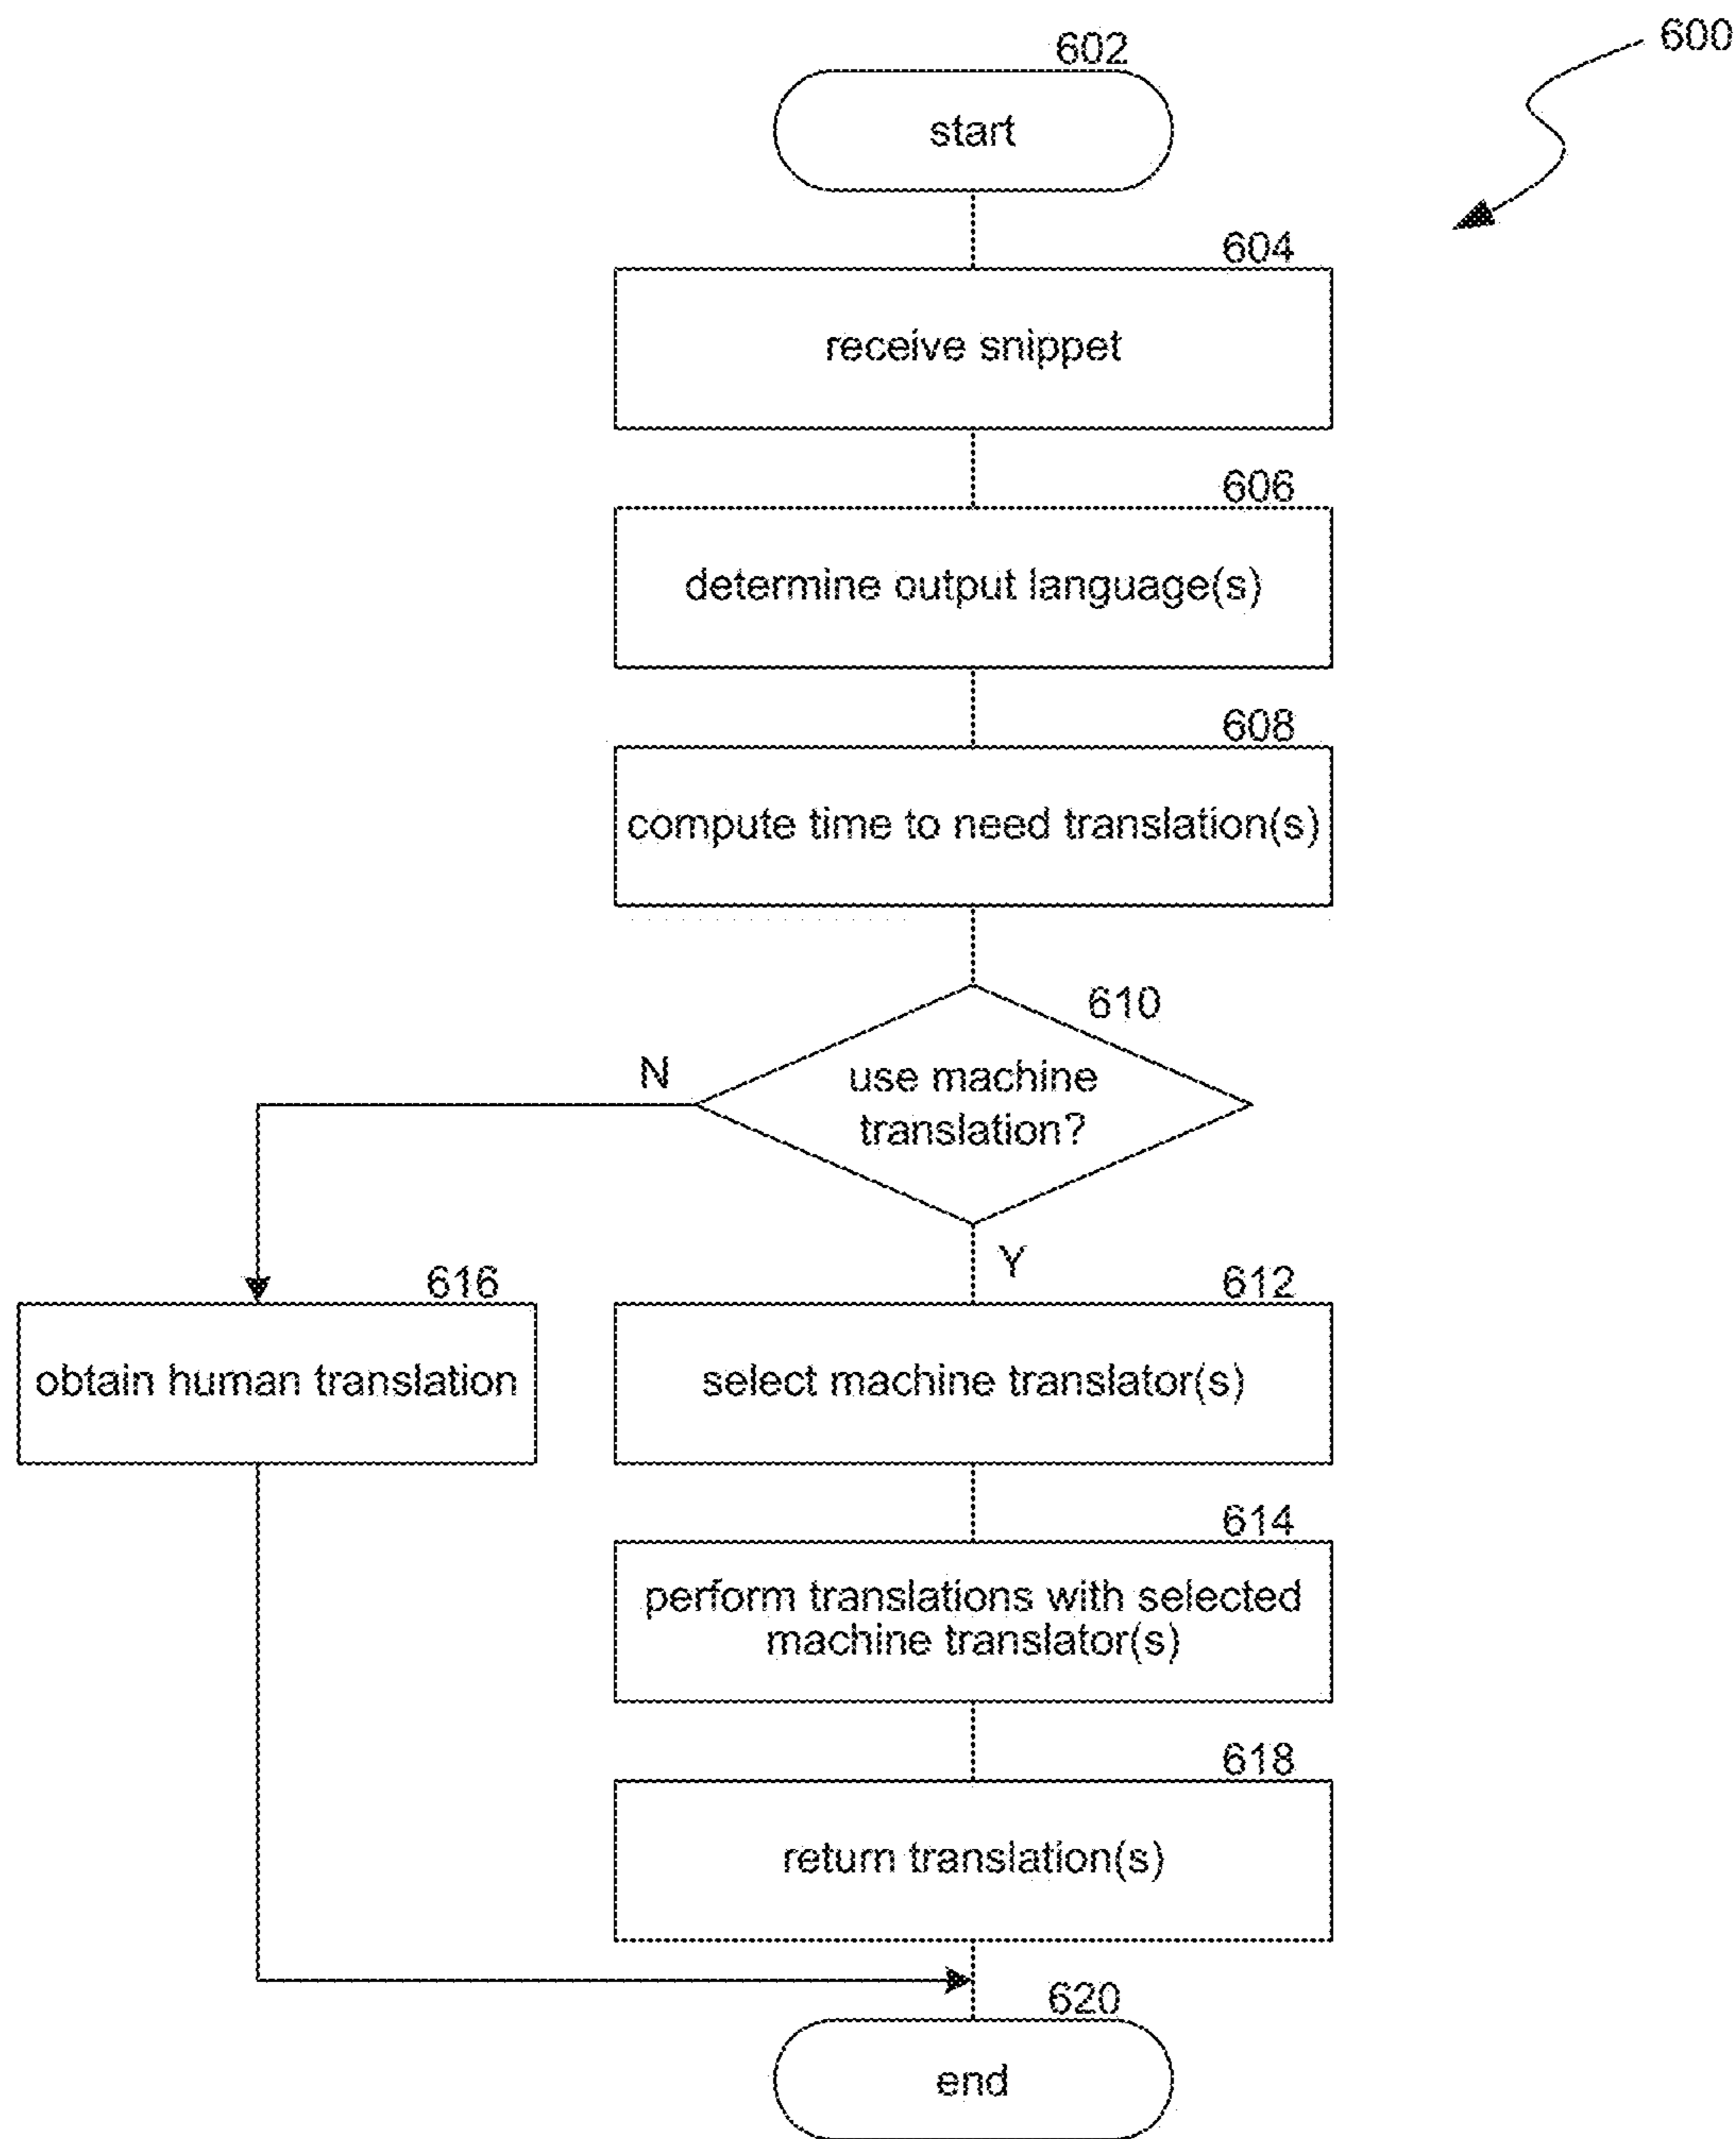 600
602
start
604
receive snippet
606
determine output language(s)
608
compute time to need translation(s)
610
use machine
translation?
N
Y
616
obtain human translation
612
select machine translator(s)
614
perform translations with selected
machine translator(s)
618
return translation(s)
620
end